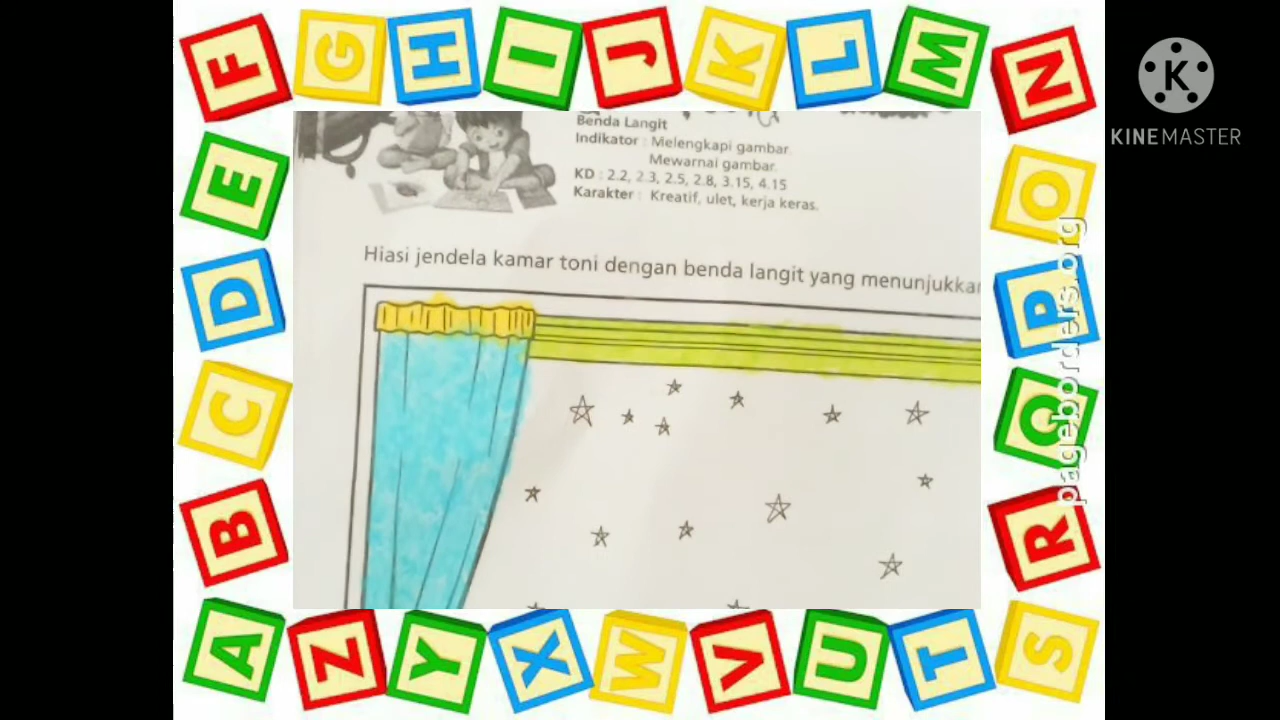 F G H I J K L M N
KINEMASTER
E
D
C
B
A
O
P
Q
R
Benda Langit
Indikator : Melengkapi gambar.
Mewarnai gambar.
KD : 2.2, 2.3, 2.5, 2.8, 3.15, 4.15
Karakter : Kreatif, ulet, kerja keras.
Hiasi jendela kamar toni dengan benda langit yang
pageborders.org
Z Y X W V U T S